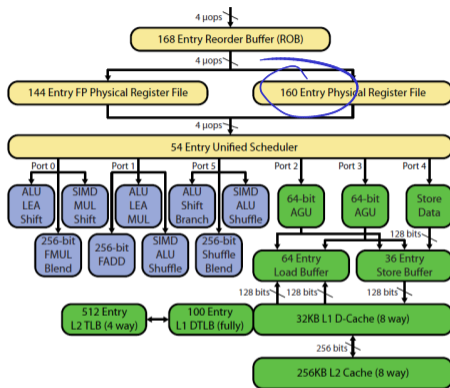 4 μops
168 Entry Reorder Buffer (ROB)
4 μops
144 Entry FP Physical Register File
160 Entry Physical Register File
4 μops
54 Entry Unified Scheduler
Port 0
Port 1
Port 5
Port 2
Port 3
Port 4
ALU
LEA
Shift
SIMD
MUL
Shift
ALU
LEA
MUL
ALU
Shift
Branch
SIMD
ALU
Shuffle
64-bit
AGU
64-bit
AGU
Store
Data
256-bit
FMUL
Blend
256-bit
FADD
SIMD
ALU
Shuffle
256-bit
Shuffle
Blend
128 bits
64 Entry
Load Buffer
36 Entry
Store Buffer
128 bits
128 bits
128 bits
512 Entry
L2 TLB (4 way)
100 Entry
L1 DTLB (fully)
32KB L1 D-Cache (8 way)
256 bits
256KB L2 Cache (8 way)